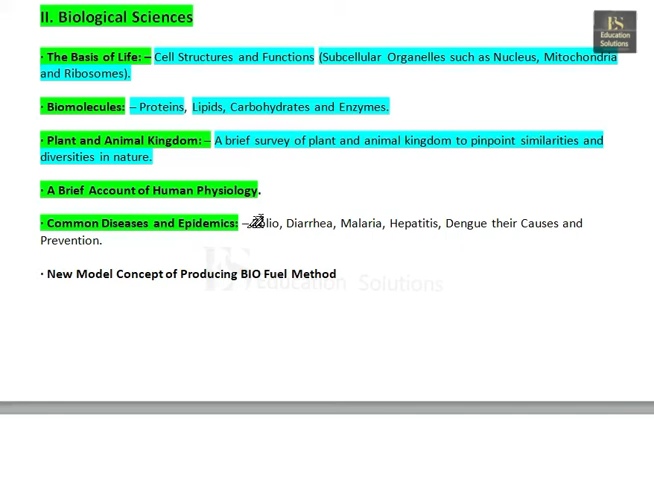 II. Biological Sciences
ES
Education
Solutions
· The Basis of Life: – Cell Structures and Functions (Subcellular Organelles such as Nucleus, Mitochondria
and Ribosomes).
· Biomolecules: – Proteins, Lipids, Carbohydrates and Enzymes.
· Plant and Animal Kingdom: – A brief survey of plant and animal kingdom to pinpoint similarities and
diversities in nature.
· A Brief Account of Human Physiology.
· Common Diseases and Epidemics: – Polio, Diarrhea, Malaria, Hepatitis, Dengue their Causes and
Prevention.
· New Model Concept of Producing BIO Fuel Method
ES Education Solutions